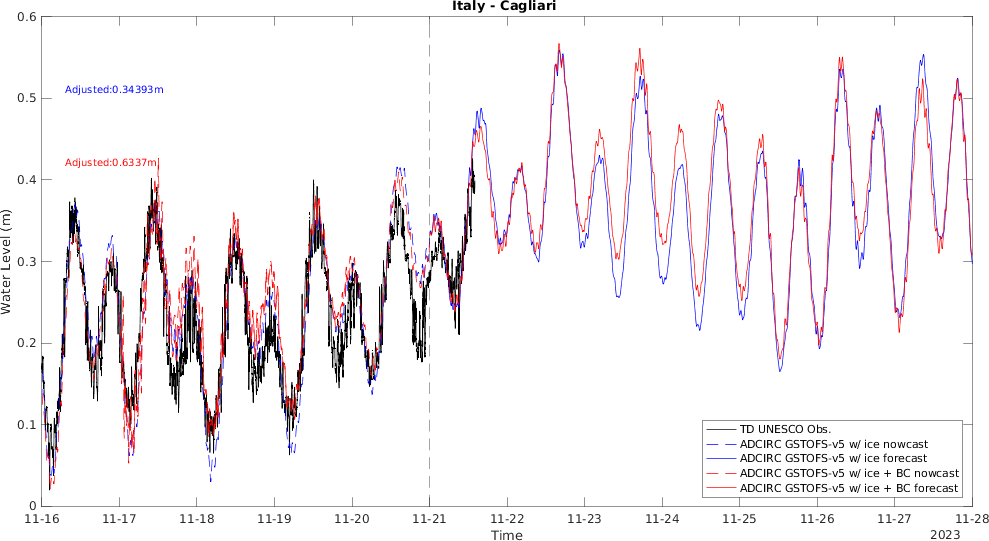 Italy - Cagliari
Water Level (m)
0.6
0.5
0.4
0.3
0.2
0.1
0
Adjusted:0.34393m
Adjusted:0.6337m
TD UNESCO Obs.
ADCIRC GSTOFS-v5 w/ ice nowcast
ADCIRC GSTOFS-v5 w/ ice forecast
ADCIRC GSTOFS-v5 w/ ice + BC nowcast
ADCIRC GSTOFS-v5 w/ ice + BC forecast
11-16 11-17 11-18 11-19 11-20 11-21 11-22 11-23 11-24 11-25 11-26 11-27 11-28
Time
2023